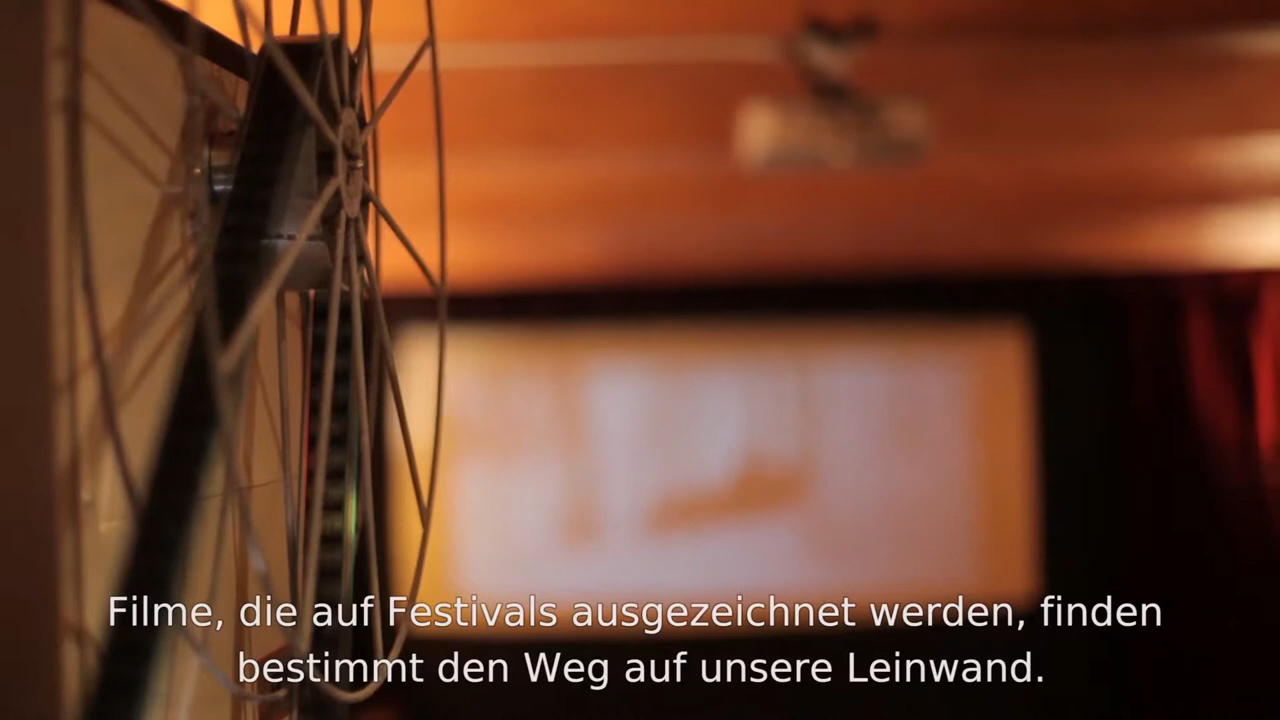 Filme, die auf Festivals ausgezeichnet werden, finden
bestimmt den Weg auf unsere Leinwand.